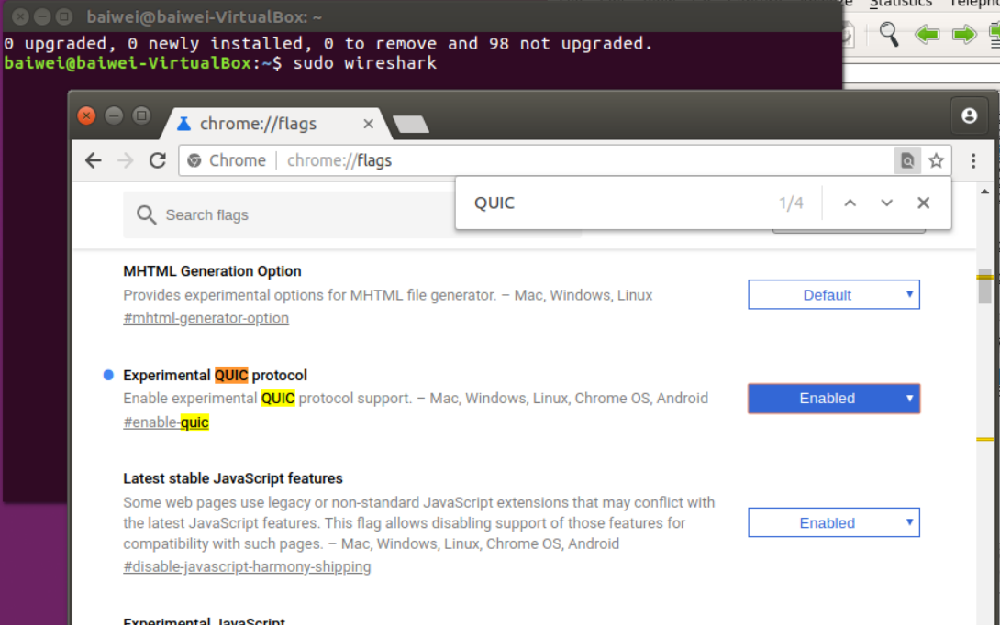 baiwei@baiwei-VirtualBox: ~
Statistics
0 upgraded, 0 newly installed, 0 to remove and 98 not upgraded.
baiwei@baiwei-VirtualBox:~$ sudo wireshark
chrome://flags
Chrome chrome://flags
QUIC 1/4
Search flags
MHTML Generation Option
Provides experimental options for MHTML file generator. – Mac, Windows, Linux
Default
#mhtml-generator-option
Experimental QUIC protocol
Enable experimental QUIC protocol support. – Mac, Windows, Linux, Chrome OS, Android
Enabled
#enable-quic
Latest stable JavaScript features
Some web pages use legacy or non-standard JavaScript extensions that may conflict with
the latest JavaScript features. This flag allows disabling support of those features for
Enabled
compatibility with such pages. – Mac, Windows, Linux, Chrome OS, Android
#disable-javascript-harmony-shipping
Experimental JavaScript